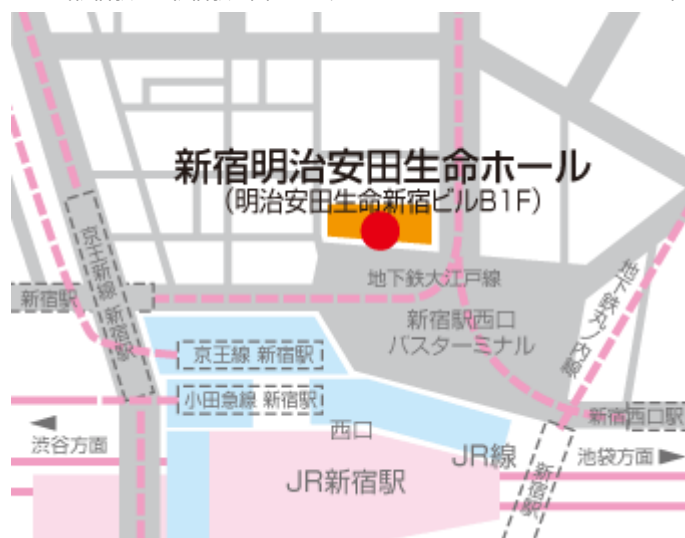 新宿明治安田生命ホール
(明治安田生命新宿ビルB1F)
地下鉄大江戸線
京王新線 新宿駅
新宿駅
新宿駅西口
バスターミナル
地下鉄丸ノ内線
京王線 新宿駅
小田急線 新宿駅
新宿西口駅
西口
渋谷方面
JR線
池袋方面
JR新宿駅
新宿駅